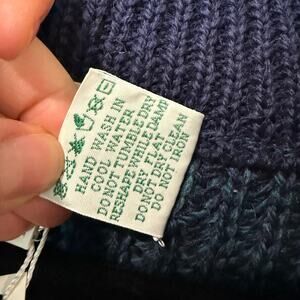 HAND WASH IN
COOL WATER
DO NOT TUMBLE DRY
RESHAPE WHILE DAMP
DRY FLAT
DO NOT DRY CLEAN
DO NOT IRON